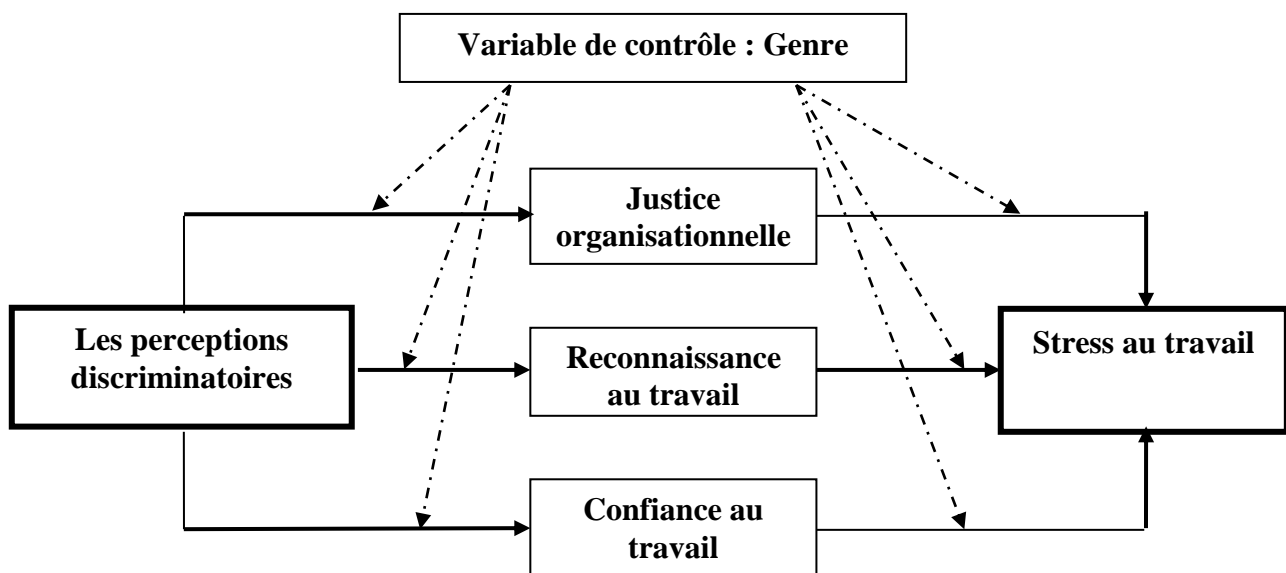 Variable de contrôle : Genre
Justice
organisationnelle
Les perceptions
discriminatoires
Reconnaissance
au travail
Stress au travail
Confiance au
travail